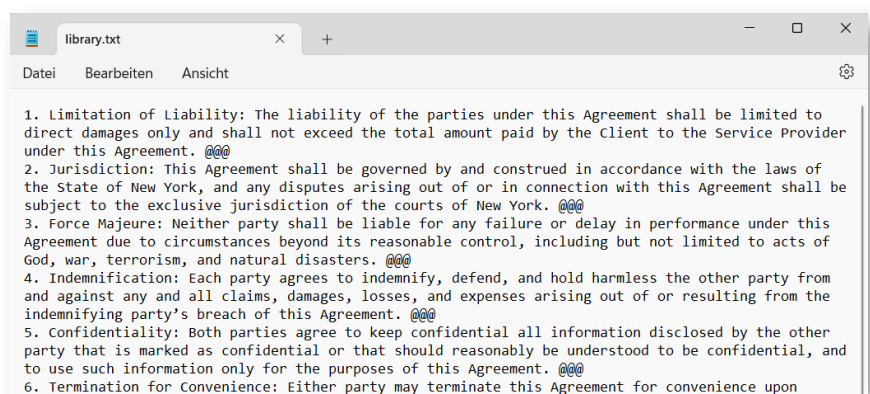 library.txt
Datei Bearbeiten Ansicht
1. Limitation of Liability: The liability of the parties under this Agreement shall be limited to
direct damages only and shall not exceed the total amount paid by the Client to the Service Provider
under this Agreement. @@@
2. Jurisdiction: This Agreement shall be governed by and construed in accordance with the laws of
the State of New York, and any disputes arising out of or in connection with this Agreement shall be
subject to the exclusive jurisdiction of the courts of New York. @@@
3. Force Majeure: Neither party shall be liable for any failure or delay in performance under this
Agreement due to circumstances beyond its reasonable control, including but not limited to acts of
God, war, terrorism, and natural disasters. @@@
4. Indemnification: Each party agrees to indemnify, defend, and hold harmless the other party from
and against any and all claims, damages, losses, and expenses arising out of or resulting from the
indemnifying party’s breach of this Agreement. @@@
5. Confidentiality: Both parties agree to keep confidential all information disclosed by the other
party that is marked as confidential or that should reasonably be understood to be confidential, and
to use such information only for the purposes of this Agreement. @@@
6. Termination for Convenience: Either party may terminate this Agreement for convenience upon